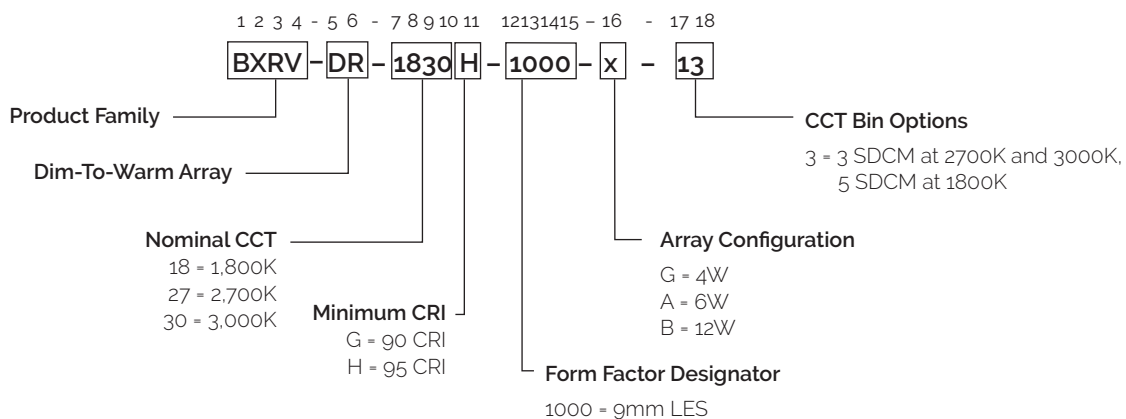 1 2 3 4 - 5 6 - 7 8 9 10 11 12131415 - 16 - 17 18
BXRV - DR - 1830 H - 1000 - x - 13
Product Family
CCT Bin Options
3 = 3 SDCM at 2700K and 3000K,
5 SDCM at 1800K
Dim-To-Warm Array
Nominal CCT
18 = 1,800K
27 = 2,700K
30 = 3,000K
Array Configuration
G = 4W
A = 6W
B = 12W
Minimum CRI
G = 90 CRI
H = 95 CRI
Form Factor Designator
1000 = 9mm LES